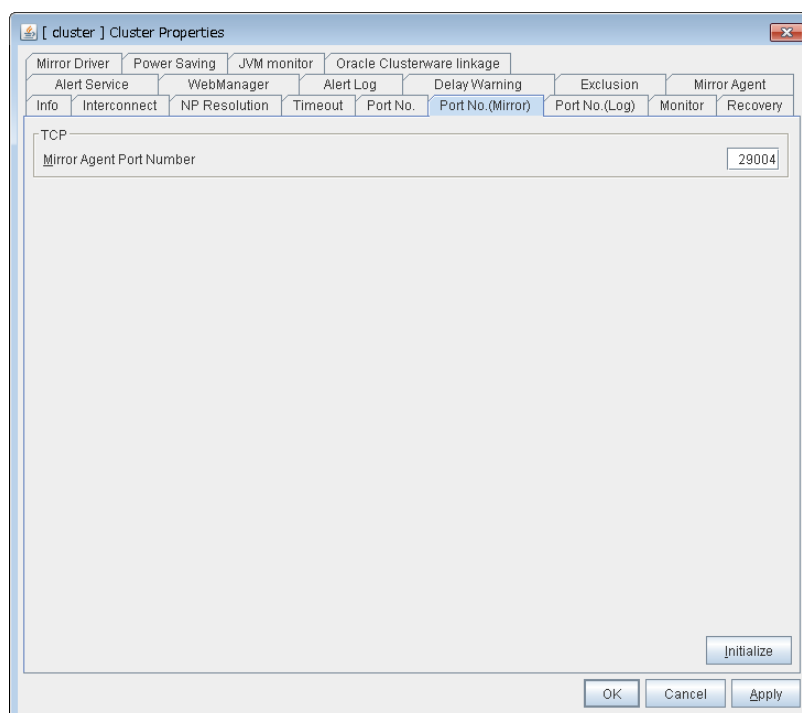 [ cluster ] Cluster Properties
Mirror Driver Power Saving JVM monitor Oracle Clusterware linkage
Alert Service WebManager Alert Log Delay Warning Exclusion Mirror Agent
Info Interconnect NP Resolution Timeout Port No. Port No.(Mirror) Port No.(Log) Monitor Recovery
TCP
Mirror Agent Port Number 29004
Initialize
OK Cancel Apply